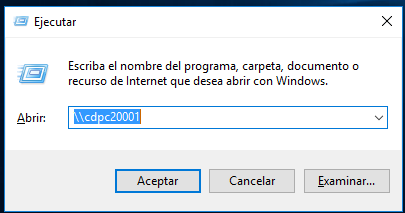 Ejecutar
Escriba el nombre del programa, carpeta, documento o
recurso de Internet que desea abrir con Windows.
Abrir: \\cdpc20001
Aceptar Cancelar Examinar...